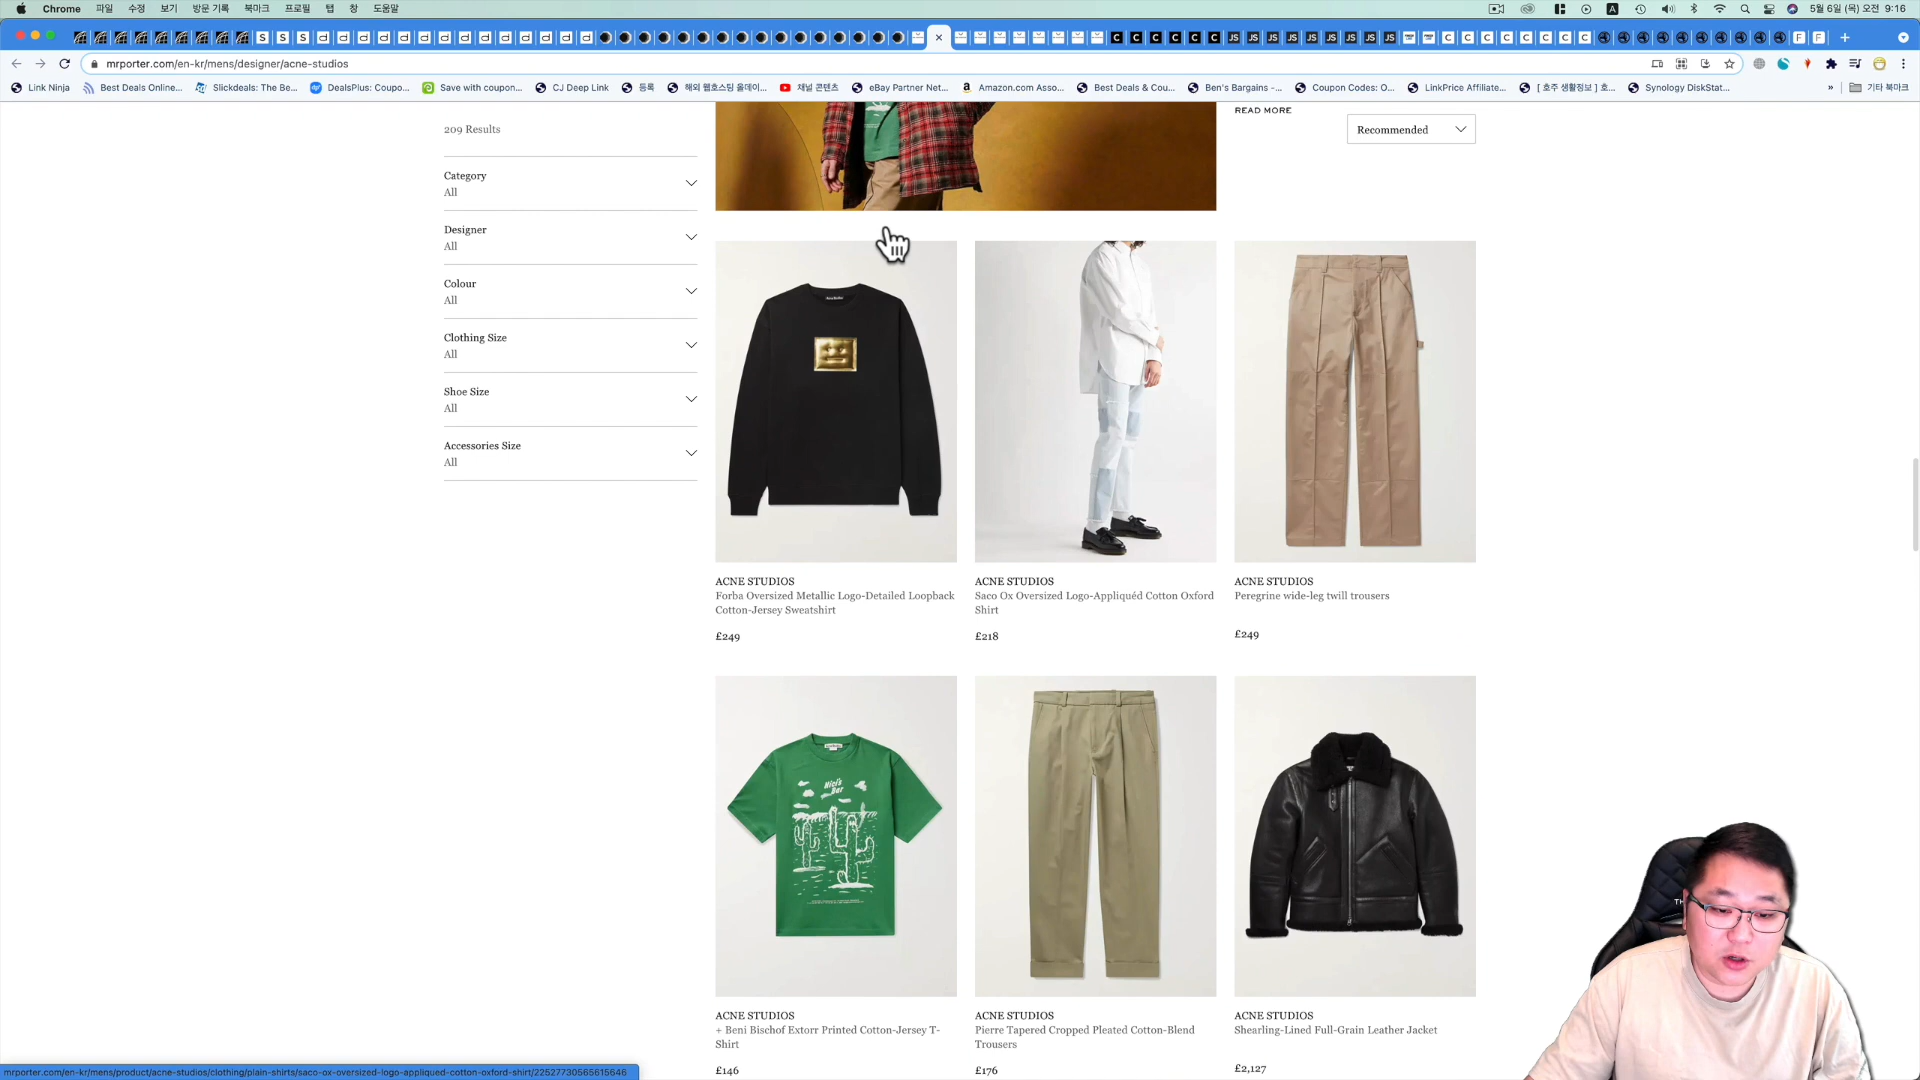 Chrome 파일 수정 보기 방문 기록 북마크 프로필 탭 창 도움말
5월 6일 (목) 오전 9:16
mrporter.com/en-kr/mens/designer/acne-studios
Link Ninja Best Deals Online... Slickdeals: The Be... DealsPlus: Coupo... Save with coupon... CJ Deep Link 등록 해외 웹호스팅 올데이... 채널 콘텐츠 eBay Partner Net... Amazon.com Asso... Best Deals & Cou... Ben's Bargains -... Coupon Codes: O... LinkPrice Affiliate... [ 호주 생활정보 ] 호... Synology DiskStat... » 기타 북마크
READ MORE
209 Results
Recommended
Category
All
Designer
All
Colour
All
Clothing Size
All
Shoe Size
All
Accessories Size
All
ACNE STUDIOS
Forba Oversized Metallic Logo-Detailed Loopback
Cotton-Jersey Sweatshirt
£249
ACNE STUDIOS
Saco Ox Oversized Logo-Appliquéd Cotton Oxford
Shirt
£218
ACNE STUDIOS
Peregrine wide-leg twill trousers
£249
ACNE STUDIOS
+ Beni Bischof Extorr Printed Cotton-Jersey T-
Shirt
£146
ACNE STUDIOS
Pierre Tapered Cropped Pleated Cotton-Blend
Trousers
£176
ACNE STUDIOS
Shearling-Lined Full-Grain Leather Jacket
£2,127
mrporter.com/en-kr/mens/product/acne-studios/clothing/plain-shirts/saco-ox-oversized-logo-appliqued-cotton-oxford-shirt/22527730565615646